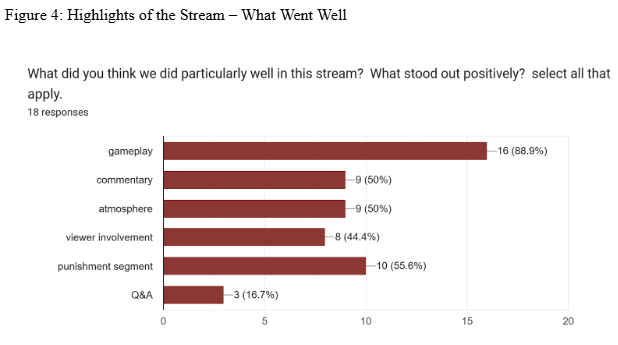 Figure 4: Highlights of the Stream – What Went Well
What did you think we did particularly well in this stream?  What stood out positively?  select all that
apply.
18 responses
gameplay
16 (88.9%)
commentary
9 (50%)
atmosphere
9 (50%)
viewer involvement
8 (44.4%)
punishment segment
10 (55.6%)
Q&A
3 (16.7%)
0 5 10 15 20